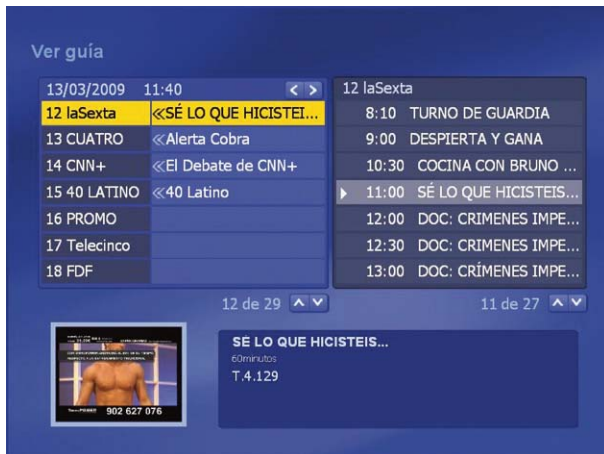 Ver guía
13/03/2009 11:40 < >
12 laSexta «SÉ LO QUE HICISTEI...
13 CUATRO «Alerta Cobra
14 CNN+ «El Debate de CNN+
15 40 LATINO «40 Latino
16 PROMO
17 Telecinco
18 FDF
12 de 29
12 laSexta
8:10 TURNO DE GUARDIA
9:00 DESPIERTA Y GANA
10:30 COCINA CON BRUNO ...
11:00 SÉ LO QUE HICISTEIS...
12:00 DOC: CRIMENES IMPE...
12:30 DOC: CRIMENES IMPE...
13:00 DOC: CRÍMENES IMPE...
11 de 27
902 627 076
SÉ LO QUE HICISTEIS...
60minutos
T.4.129